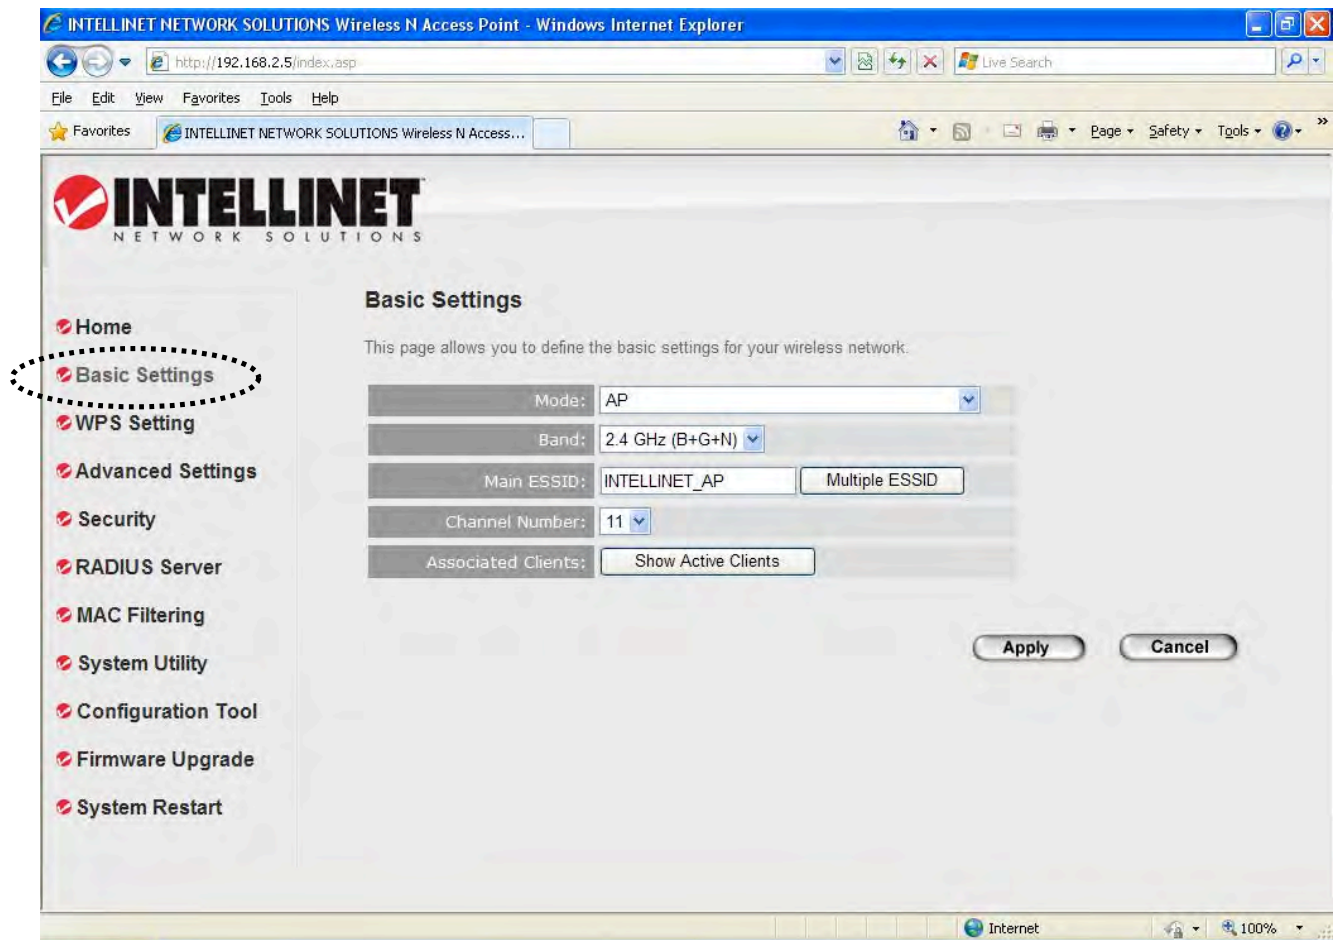 INTELLINET NETWORK SOLUTIONS Wireless N Access Point - Windows Internet Explorer
http://192.168.2.5/index.asp
Live Search
File Edit View Favorites Tools Help
Favorites
INTELLINET NETWORK SOLUTIONS Wireless N Access...
Page Safety Tools
INTELLINET
NETWORK SOLUTIONS
Home
Basic Settings
WPS Setting
Advanced Settings
Security
RADIUS Server
MAC Filtering
System Utility
Configuration Tool
Firmware Upgrade
System Restart
Basic Settings
This page allows you to define the basic settings for your wireless network.
Mode: AP
Band: 2.4 GHz (B+G+N)
Main ESSID: INTELLINET_AP Multiple ESSID
Channel Number: 11
Associated Clients: Show Active Clients
Apply Cancel
Internet 100%